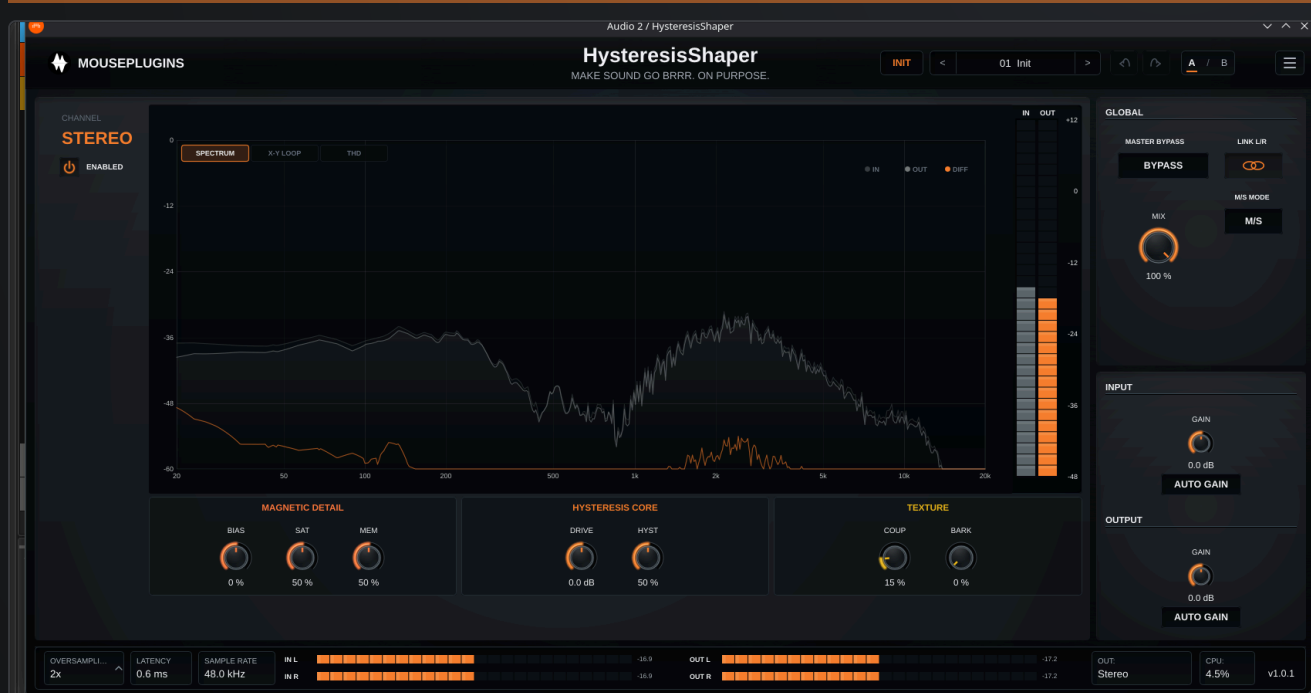 Audio 2 / HysteresisShaper
MOUSEPLUGINS
HysteresisShaper
MAKE SOUND GO BRRR. ON PURPOSE.
INIT
<
01 Init
>
A / B
CHANNEL
STEREO
ENABLED
SPECTRUM X-Y LOOP THD
IN OUT DIFF
0
-12
-24
-36
-48
-60
20 50 100 200 500 1k 2k 5k 10k 20k
IN OUT
+12
0
-12
-24
-36
-48
GLOBAL
MASTER BYPASS LINK L/R
BYPASS
M/S MODE
M/S
MIX
100 %
INPUT
GAIN
0.0 dB
AUTO GAIN
OUTPUT
GAIN
0.0 dB
AUTO GAIN
MAGNETIC DETAIL
BIAS SAT MEM
0 % 50 % 50 %
HYSTERESIS CORE
DRIVE HYST
0.0 dB 50 %
TEXTURE
COUP BARK
15 % 0 %
OVERSAMPLI...
2x
LATENCY
0.6 ms
SAMPLE RATE
48.0 kHz
IN L -16.9
IN R -16.9
OUT L -17.2
OUT R -17.2
OUT:
Stereo
CPU:
4.5%
v1.0.1